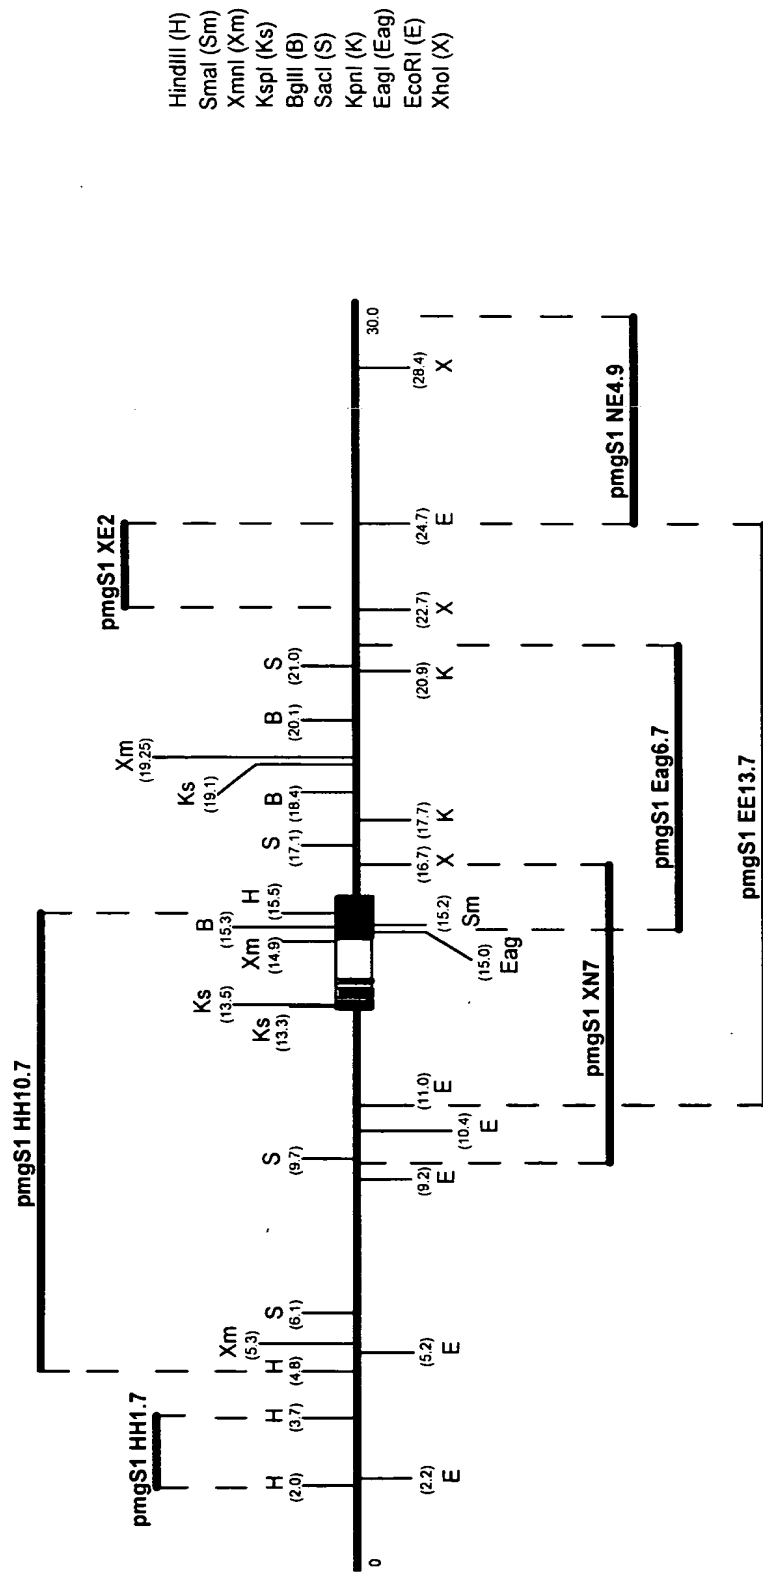 HindIII (H)
SmaI (Sm)
XmnI (Xm)
KspI (Ks)
BglII (B)
SacI (S)
KpnI (K)
EagI (Eag)
EcoRI (E)
XhoI (X)
pmgS1 HH1.7
pmgS1 HH10.7
pmgS1 XE2
H
(2.0)
H
(3.7)
H
(4.8)
Xm
(5.3)
S
(6.1)
S
(9.7)
Ks
(13.3)
Ks
(13.5)
Xm
(14.9)
B
(15.3)
H
(15.5)
S
(17.1)
B
(18.4)
Ks
(19.1)
Xm
(19.25)
B
(20.1)
S
(21.0)
0
30.0
(2.2)
E
(5.2)
E
(9.2)
E
(10.4)
E
(11.0)
E
(15.0)
Eag
(15.2)
Sm
(16.7)
X
(17.7)
K
(20.9)
K
(22.7)
X
(24.7)
E
(28.4)
X
pmgS1 XN7
pmgS1 NE4.9
pmgS1 Eag6.7
pmgS1 EE13.7